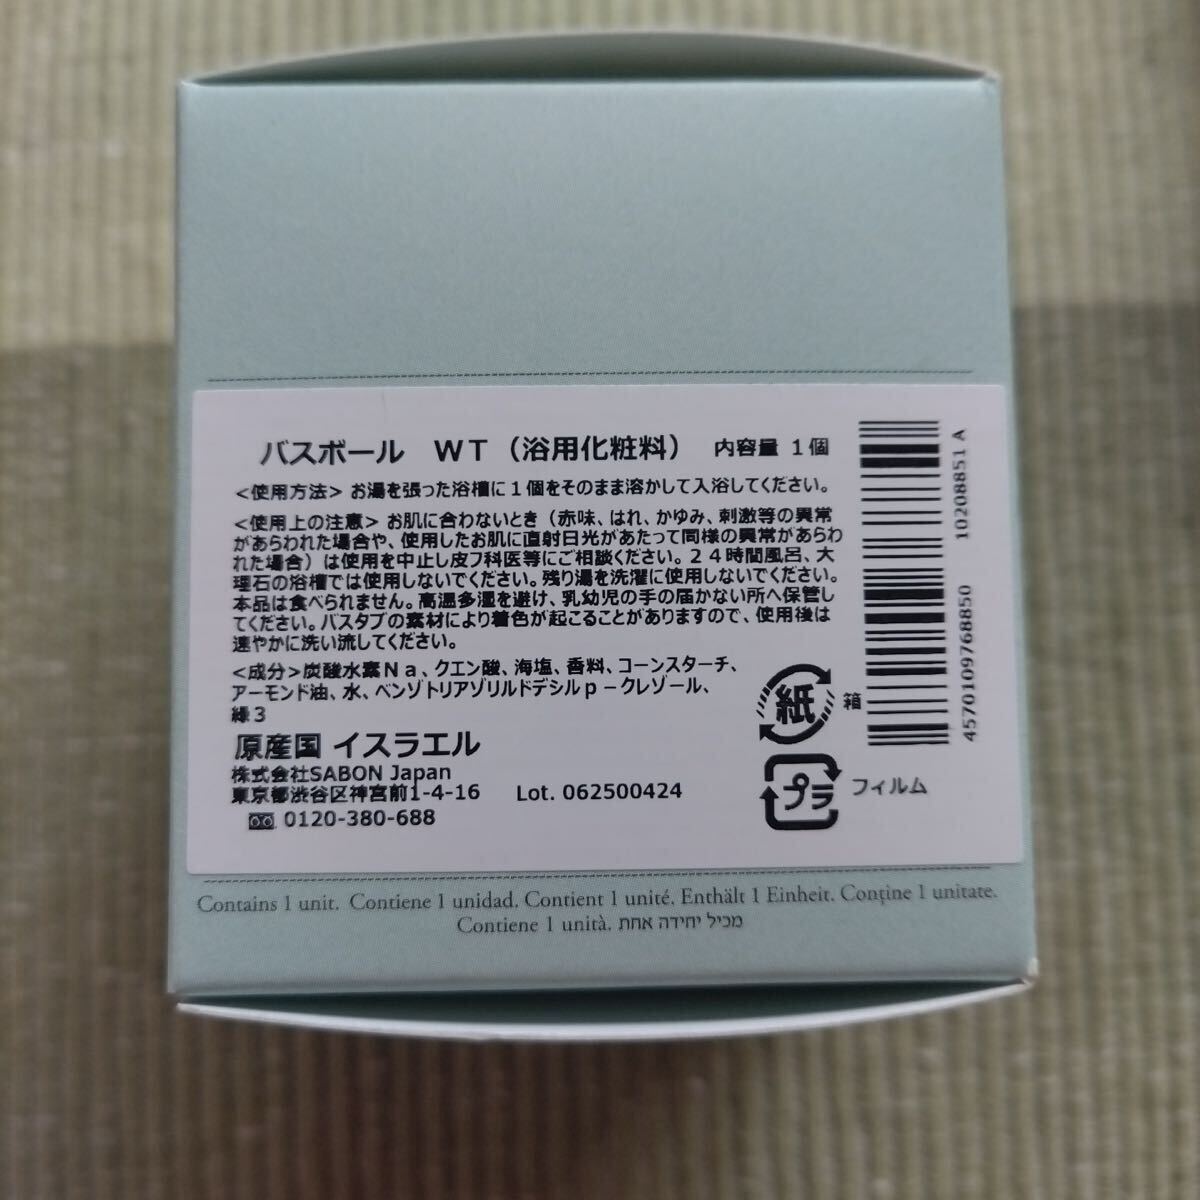 バスボール　ＷＴ（浴用化粧料）　内容量 １個
＜使用方法＞ お湯を張った浴槽に１個をそのまま溶かして入浴してください。
＜使用上の注意＞ お肌に合わないとき（赤味、はれ、かゆみ、刺激等の異常
があらわれた場合や、使用したお肌に直射日光があたって同様の異常があらわ
れた場合）は使用を中止し皮フ科医等にご相談ください。２４時間風呂、大
理石の浴槽では使用しないでください。残り湯を洗濯に使用しないでください。
本品は食べられません。高温多湿を避け、乳幼児の手の届かない所へ保管し
てください。バスタブの素材により着色が起こることがありますので、使用後は
速やかに洗い流してください。
＜成分＞炭酸水素Ｎａ、クエン酸、海塩、香料、コーンスターチ、
アーモンド油、水、ベンゾトリアゾリルドデシルｐ－クレゾール、
緑３
原産国 イスラエル
株式会社SABON Japan
東京都渋谷区神宮前1-4-16　Lot. 062500424
0120-380-688
紙 箱
プラ フィルム
10208851 A
4570109768850
Contains 1 unit. Contiene 1 unidad. Contient 1 unité. Enthält 1 Einheit. Conține 1 unitate.
Contiene 1 unità. מכיל יחידה אחת